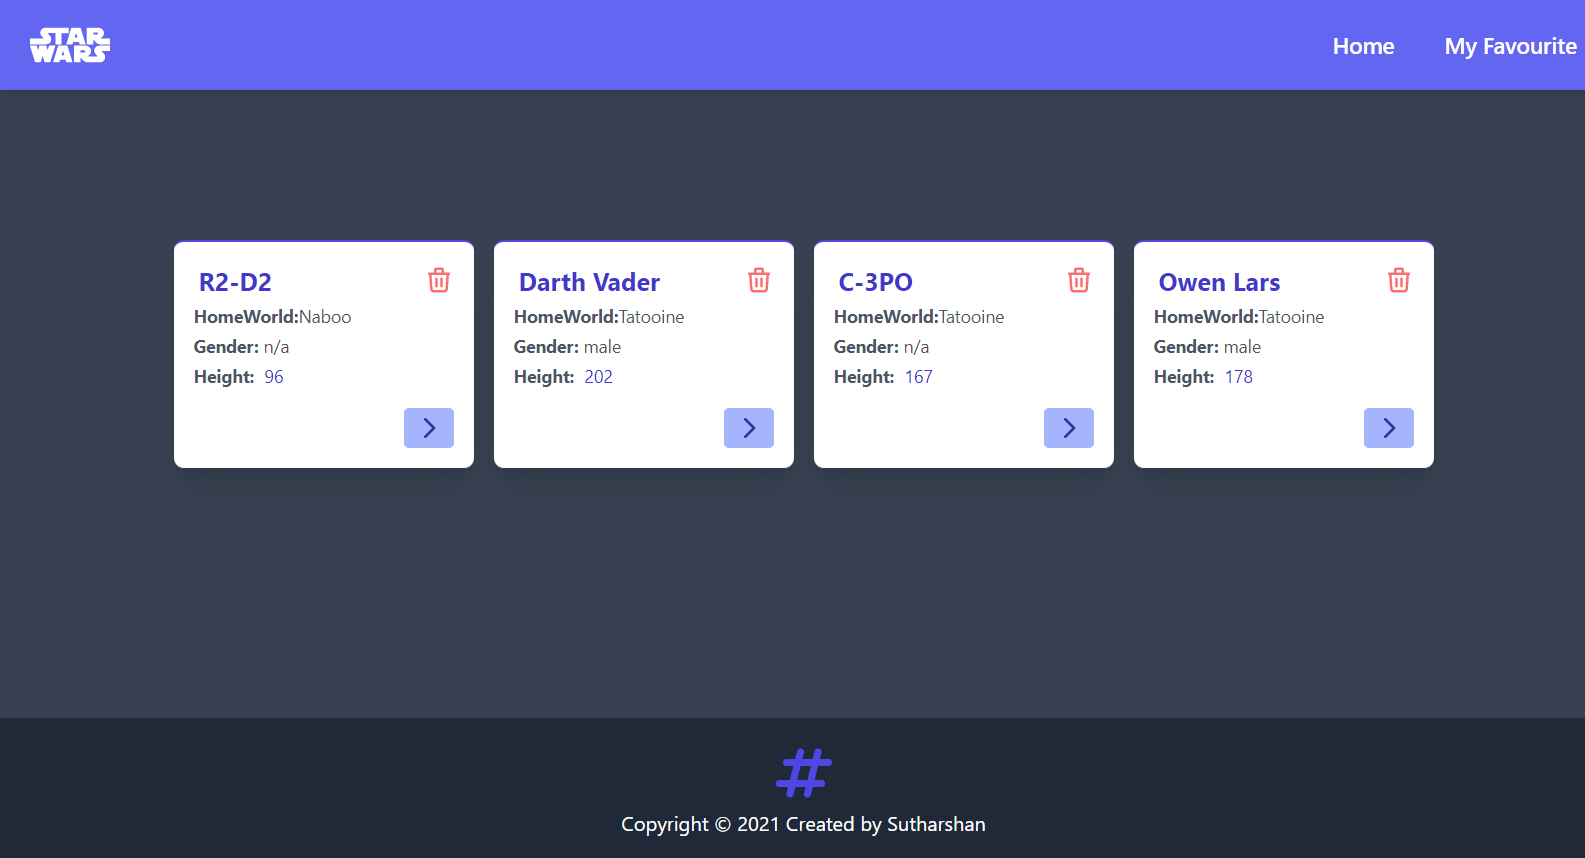 STAR
WARS
Home
My Favourite
R2-D2
HomeWorld:Naboo
Gender: n/a
Height: 96
Darth Vader
HomeWorld:Tatooine
Gender: male
Height: 202
C-3PO
HomeWorld:Tatooine
Gender: n/a
Height: 167
Owen Lars
HomeWorld:Tatooine
Gender: male
Height: 178
#
Copyright © 2021 Created by Sutharshan